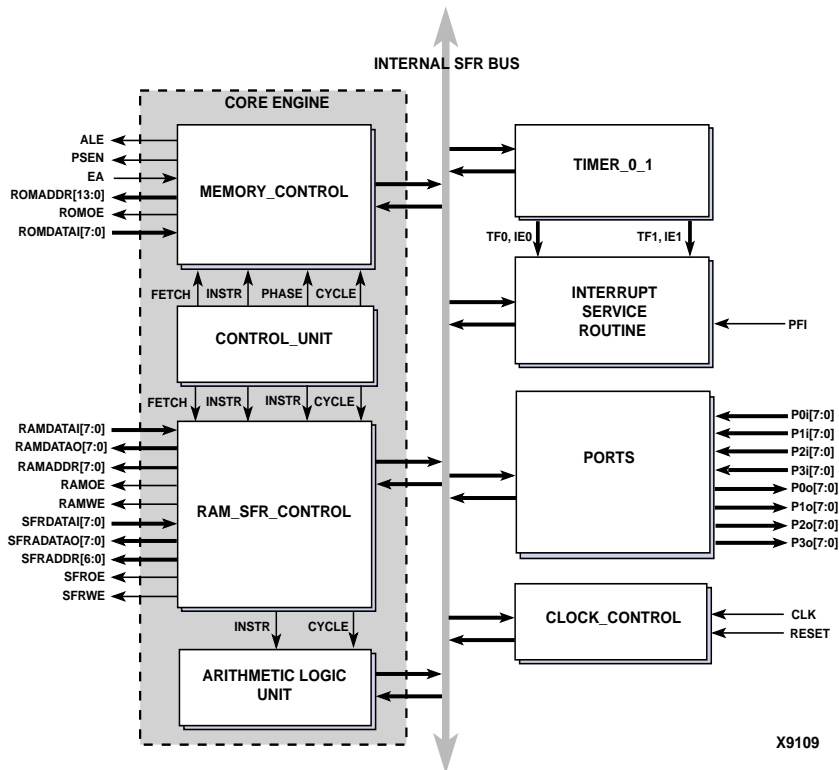 INTERNAL SFR BUS
CORE ENGINE
ALE
PSEN
EA
ROMADDR[13:0]
ROMOE
ROMDATAI[7:0]
MEMORY_CONTROL
FETCH INSTR PHASE CYCLE
CONTROL_UNIT
FETCH INSTR INSTR CYCLE
RAMDATAI[7:0]
RAMDATAO[7:0]
RAMADDR[7:0]
RAMOE
RAMWE
SFRDATAI[7:0]
SFRADATAO[7:0]
SFRADDR[6:0]
SFROE
SFRWE
RAM_SFR_CONTROL
INSTR CYCLE
ARITHMETIC LOGIC
UNIT
TIMER_0_1
TF0, IE0 TF1, IE1
INTERRUPT
SERVICE
ROUTINE
PFI
PORTS
P0i[7:0]
P1i[7:0]
P2i[7:0]
P3i[7:0]
P0o[7:0]
P1o[7:0]
P2o[7:0]
P3o[7:0]
CLOCK_CONTROL
CLK
RESET
X9109